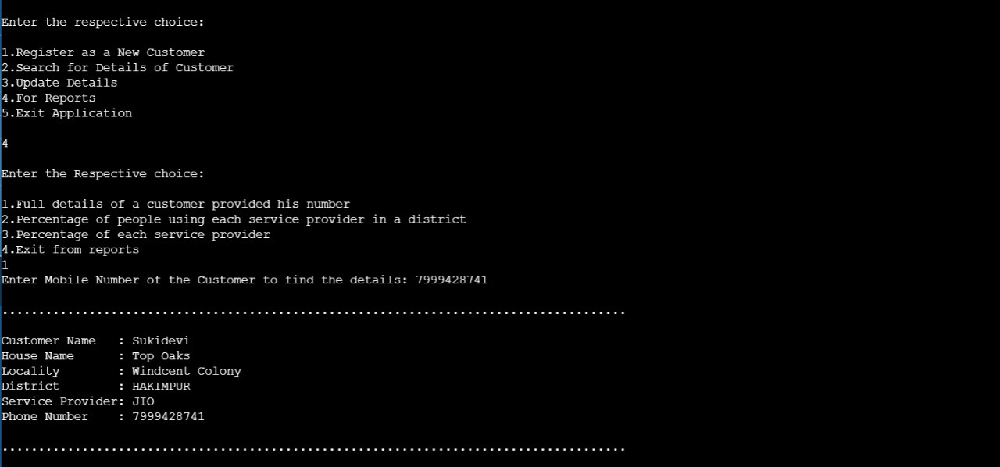 Enter the respective choice:
1.Register as a New Customer
2.Search for Details of Customer
3.Update Details
4.For Reports
5.Exit Application
4
Enter the Respective choice:
1.Full details of a customer provided his number
2.Percentage of people using each service provider in a district
3.Percentage of each service provider
4.Exit from reports
1
Enter Mobile Number of the Customer to find the details: 7999428741
......................................................................................
Customer Name   : Sukidevi
House Name      : Top Oaks
Locality        : Windcent Colony
District        : HAKIMPUR
Service Provider: JIO
Phone Number    : 7999428741
......................................................................................